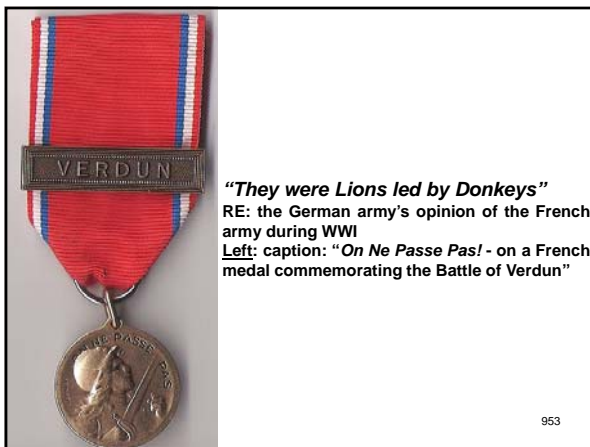 VERDUN
ON NE PASSE PAS
“They were Lions led by Donkeys”
RE: the German army’s opinion of the French
army during WWI
Left: caption: “On Ne Passe Pas! - on a French
medal commemorating the Battle of Verdun”
953